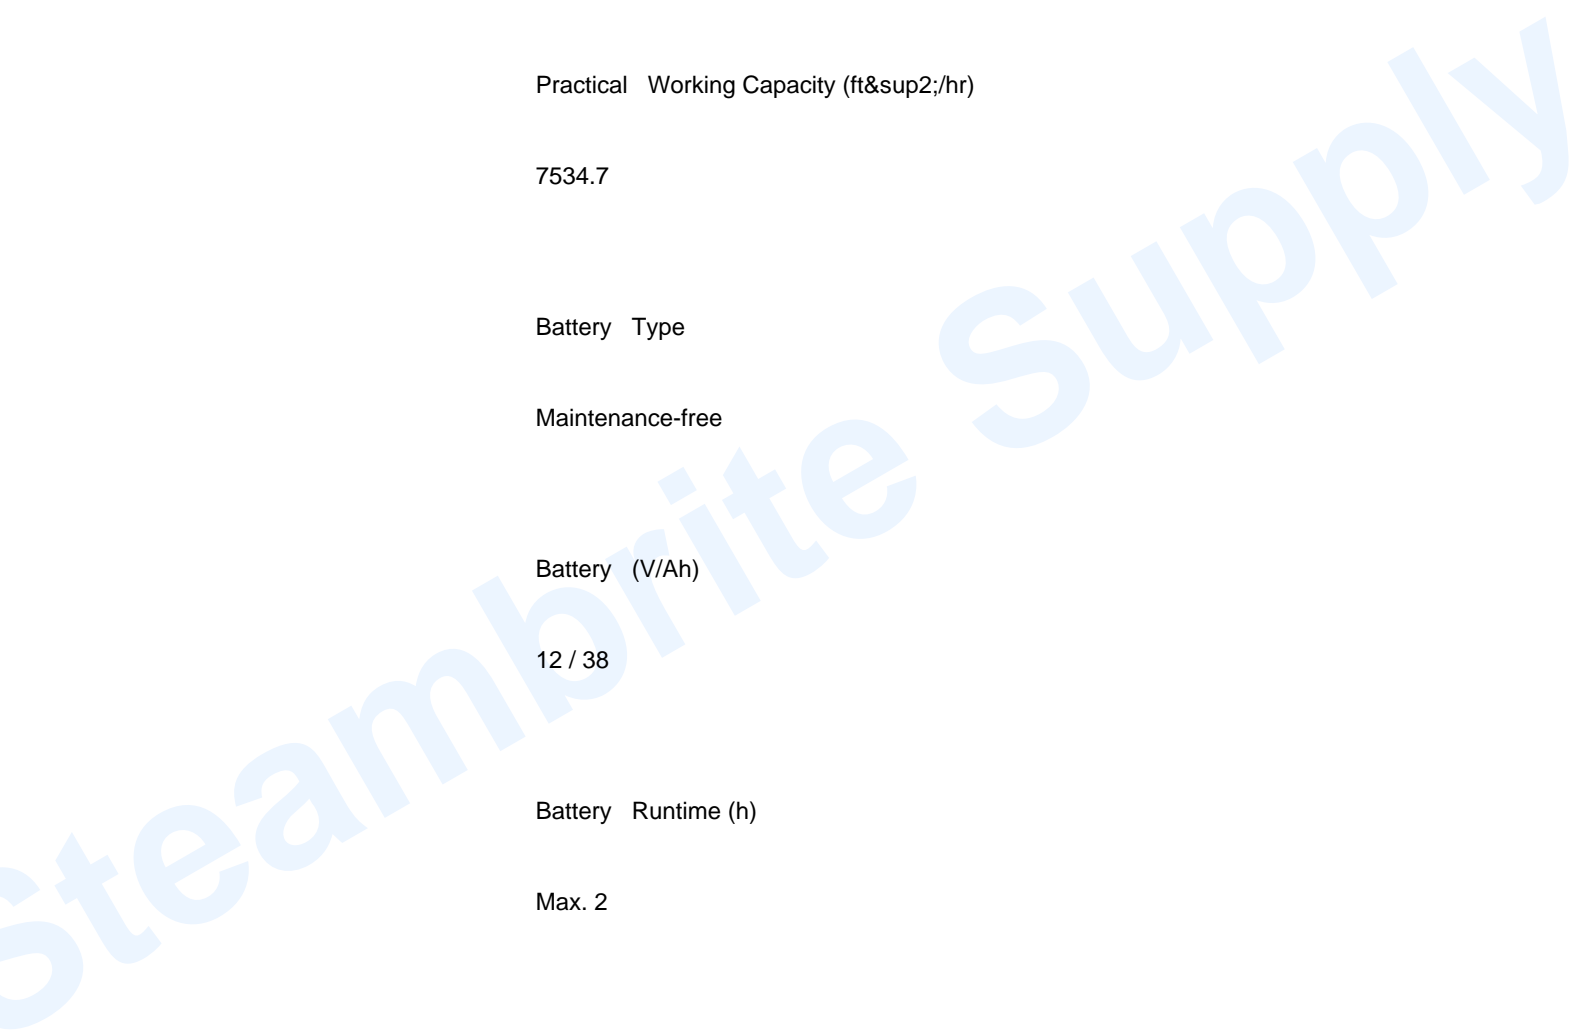 Practical   Working Capacity (ft&sup2;/hr)
7534.7
Battery   Type
Maintenance-free
Battery   (V/Ah)
12 / 38
Battery   Runtime (h)
Max. 2
Steambrite Supply